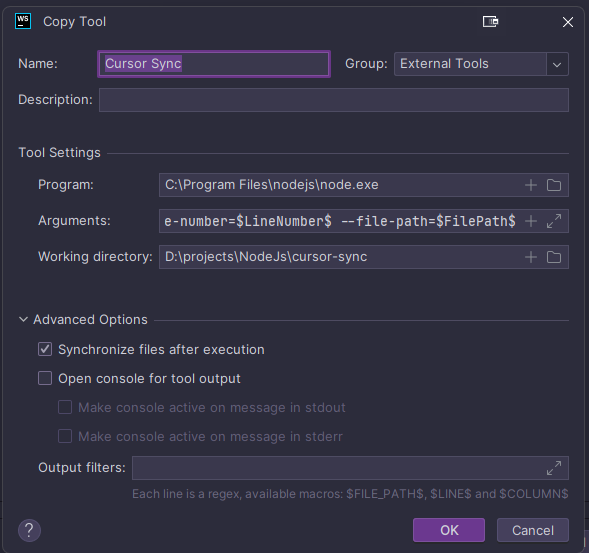 WS Copy Tool
Name: Cursor Sync Group: External Tools
Description:
Tool Settings
Program: C:\Program Files\nodejs\node.exe
Arguments: e-number=$LineNumber$ --file-path=$FilePath$
Working directory: D:\projects\NodeJs\cursor-sync
Advanced Options
Synchronize files after execution
Open console for tool output
Make console active on message in stdout
Make console active on message in stderr
Output filters:
Each line is a regex, available macros: $FILE_PATH$, $LINE$ and $COLUMN$
? OK Cancel